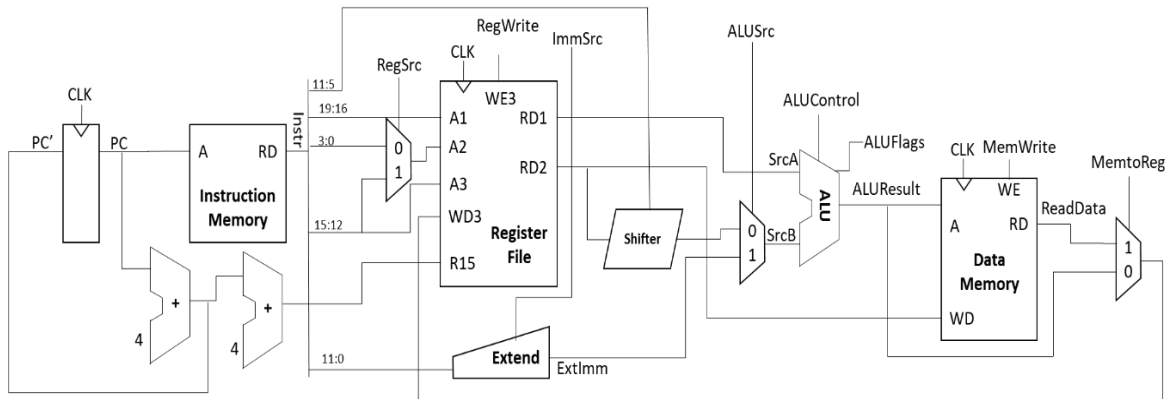 RegWrite
ImmSrc
ALUSrc
CLK
RegSrc
11:5
WE3
ALUControl
CLK
19:16
A1
RD1
PC'
PC
A
RD
Instr
3:0
0
1
A2
RD2
SrcA
ALUFlags
CLK
MemWrite
MemtoReg
Instruction
Memory
A3
ALU
ALUResult
WE
15:12
WD3
Register
File
Shifter
0
1
SrcB
A
RD
ReadData
1
0
R15
Data
Memory
+
+
4
4
WD
11:0
Extend
ExtImm